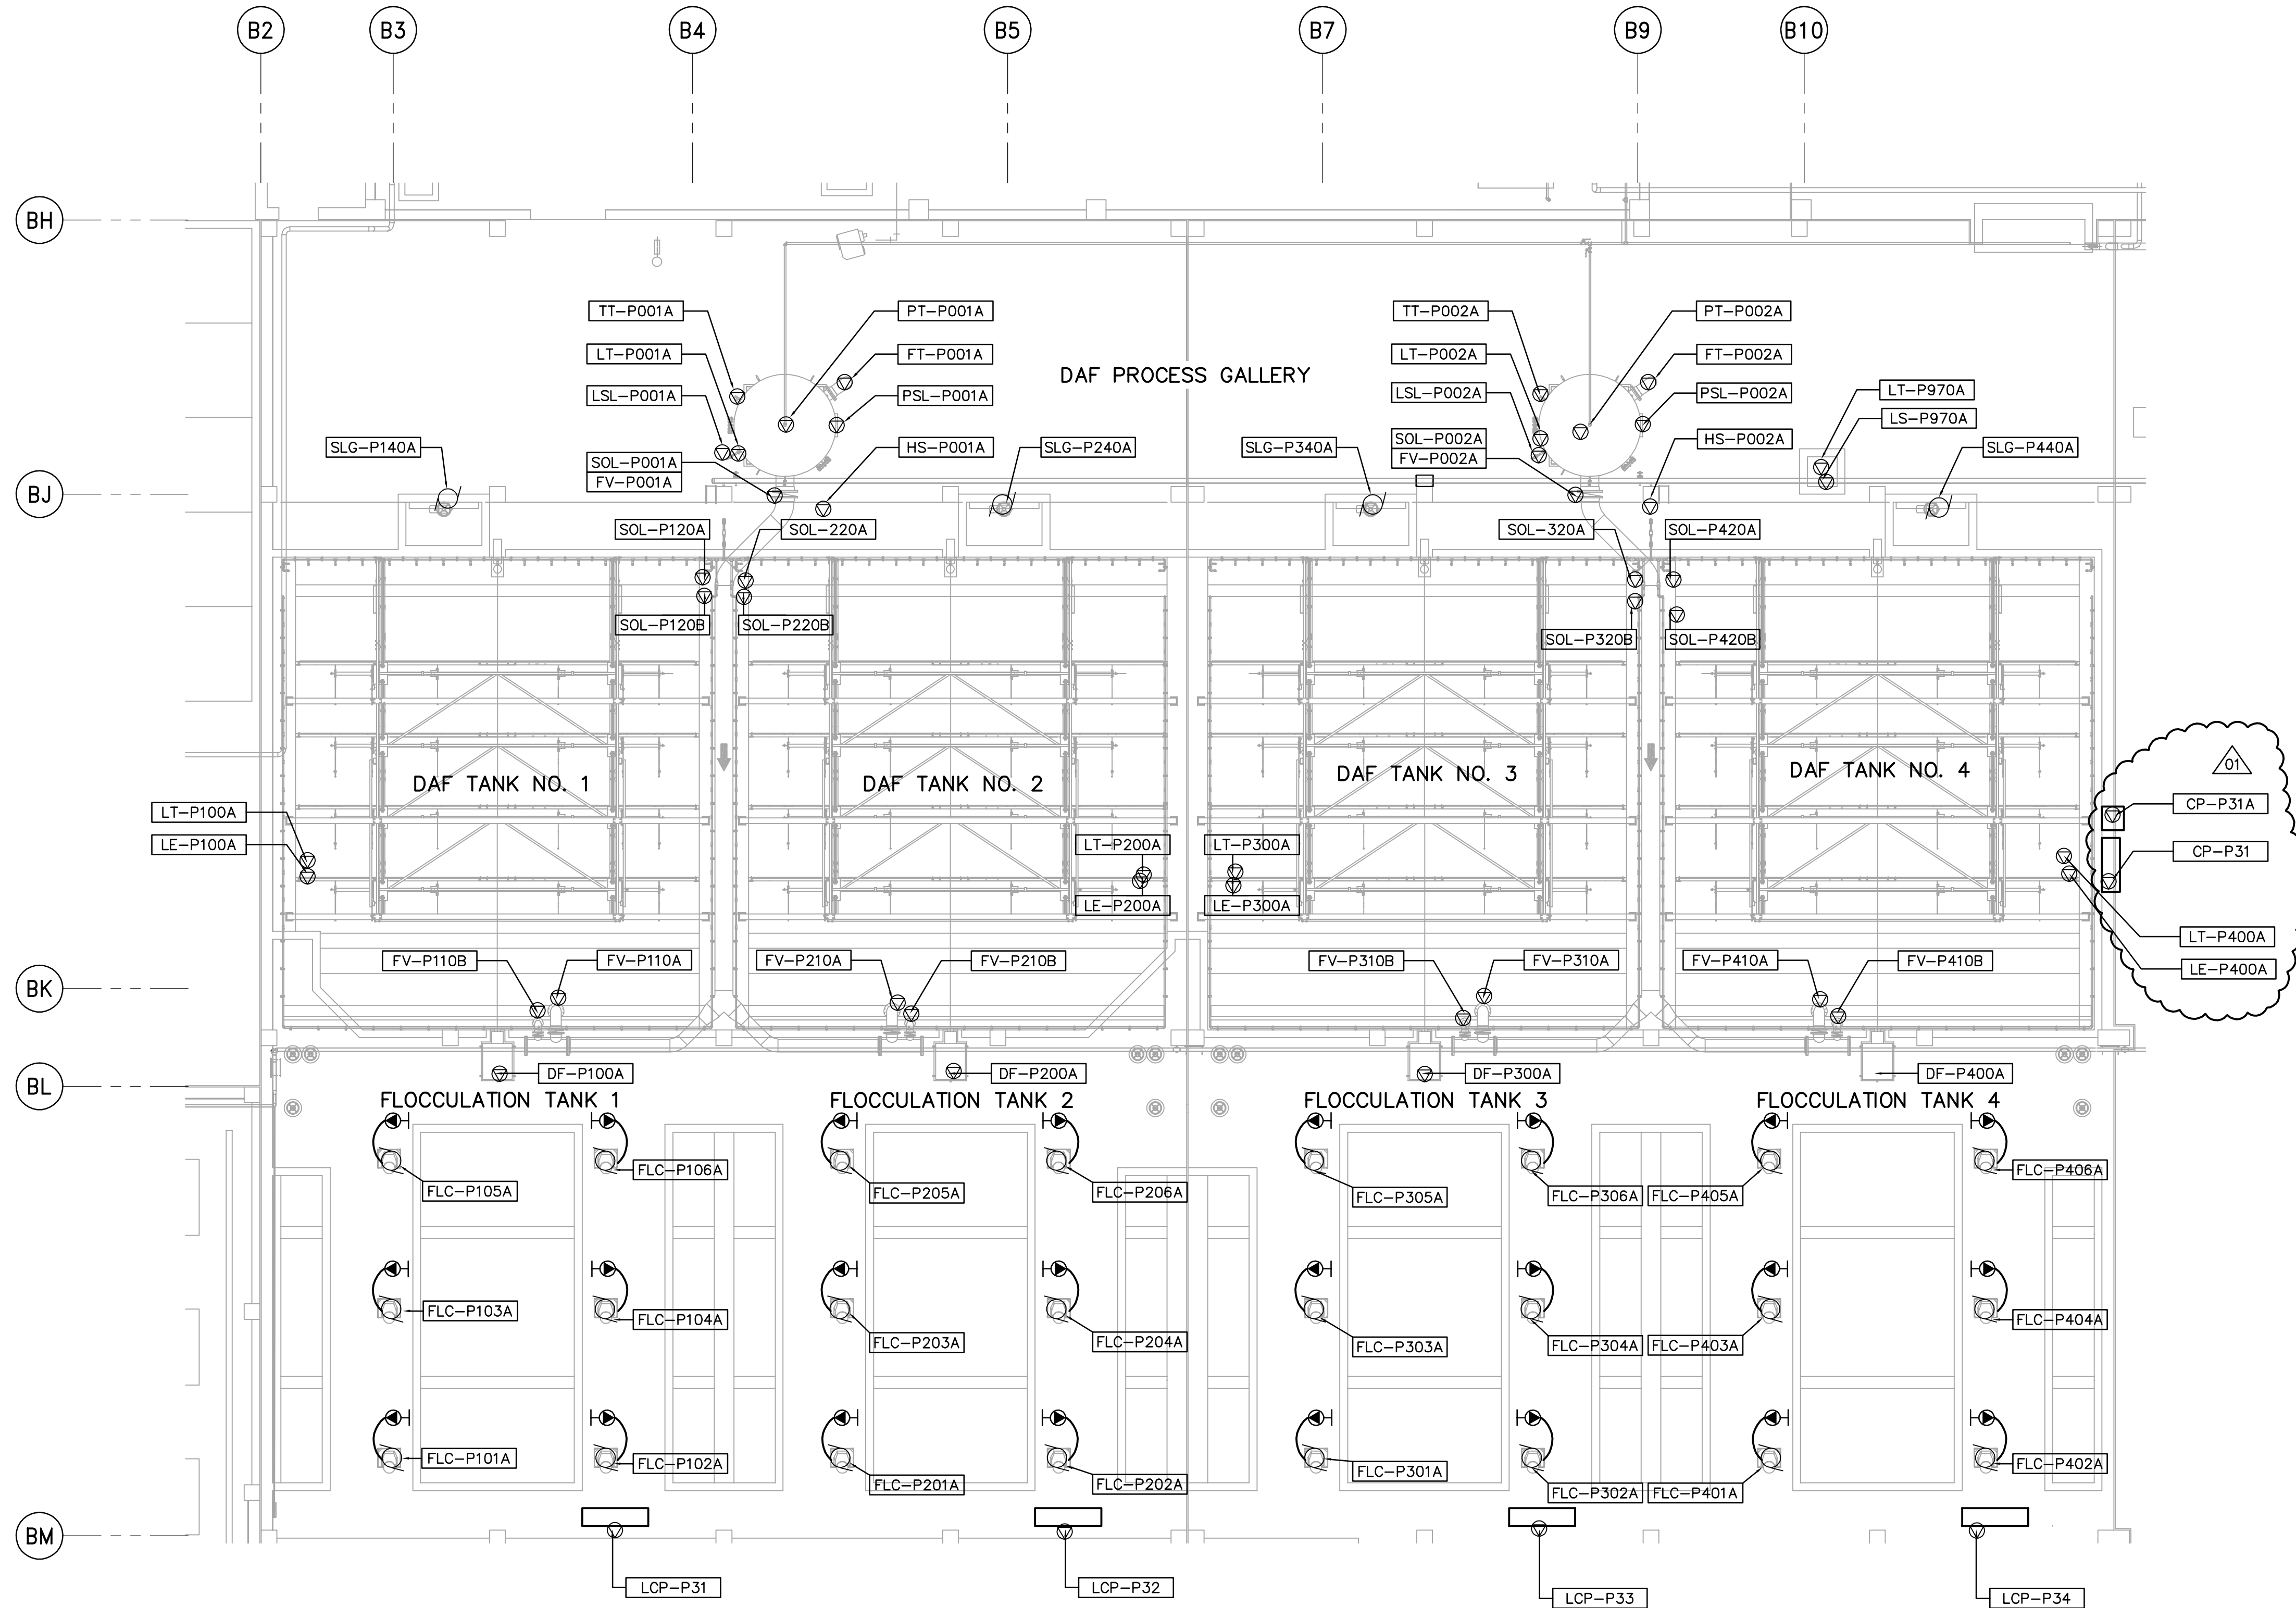 B2 B3 B4 B5 B7 B9 B10
BH
TT-P001A PT-P001A TT-P002A PT-P002A
LT-P001A FT-P001A LT-P002A FT-P002A
DAF PROCESS GALLERY
LSL-P001A PSL-P001A LSL-P002A PSL-P002A LT-P970A
LS-P970A
SLG-P140A HS-P001A SLG-P240A SLG-P340A SOL-P002A HS-P002A SLG-P440A
SOL-P001A FV-P002A
FV-P001A
BJ
SOL-P120A SOL-220A SOL-320A SOL-P420A
SOL-P120B SOL-P220B SOL-P320B SOL-P420B
01
DAF TANK NO. 1 DAF TANK NO. 2 DAF TANK NO. 3 DAF TANK NO. 4
CP-P31A
LT-P100A
LE-P100A LT-P200A LT-P300A CP-P31
LE-P200A LE-P300A
LT-P400A
FV-P110B FV-P110A FV-P210A FV-P210B FV-P310B FV-P310A FV-P410A FV-P410B LE-P400A
BK
DF-P100A DF-P200A DF-P300A DF-P400A
BL
FLOCCULATION TANK 1 FLOCCULATION TANK 2 FLOCCULATION TANK 3 FLOCCULATION TANK 4
FLC-P106A FLC-P406A
FLC-P105A FLC-P205A FLC-P206A FLC-P305A FLC-P306A FLC-P405A
FLC-P103A FLC-P104A FLC-P404A
FLC-P203A FLC-P204A FLC-P303A FLC-P304A FLC-P403A
FLC-P101A FLC-P102A FLC-P402A
FLC-P201A FLC-P202A FLC-P301A FLC-P302A FLC-P401A
BM
LCP-P31 LCP-P32 LCP-P33 LCP-P34